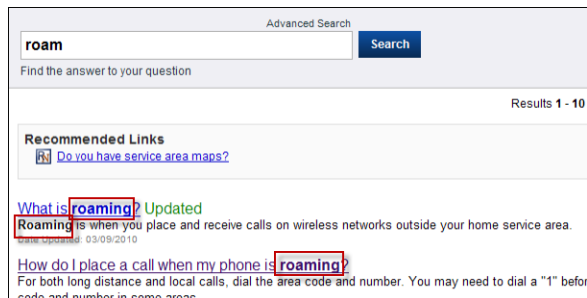 Advanced Search
roam
Search
Find the answer to your question
Results 1 - 10
Recommended Links
Do you have service area maps?
What is roaming? Updated
Roaming is when you place and receive calls on wireless networks outside your home service area.
Date Updated: 03/09/2010
How do I place a call when my phone is roaming?
For both long distance and local calls, dial the area code and number. You may need to dial a "1" befor
code and number in some areas